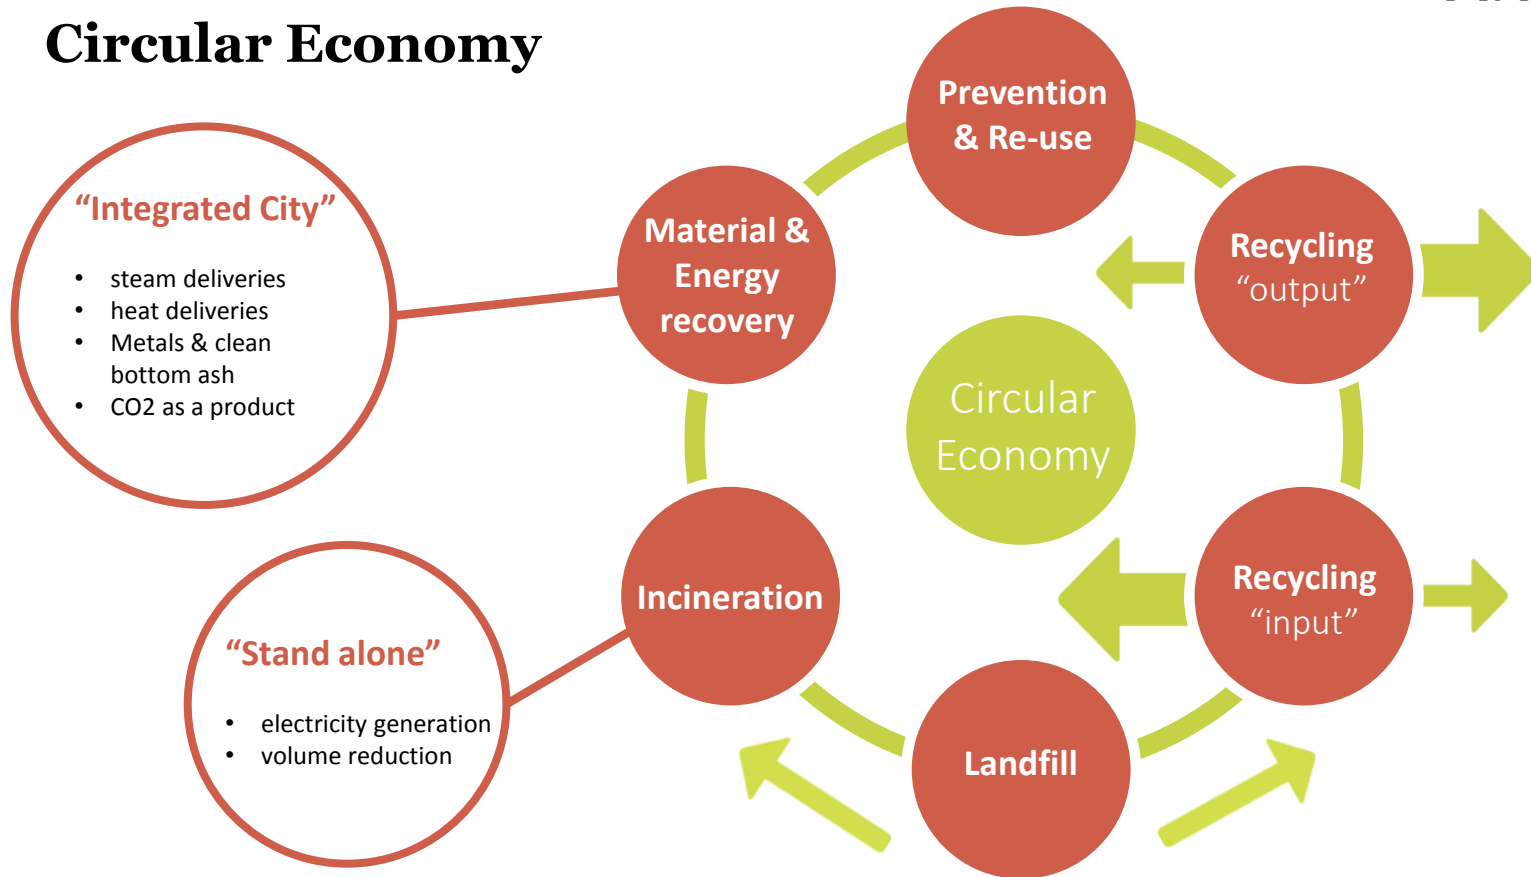 Circular Economy
“Integrated City”
• steam deliveries
• heat deliveries
• Metals & clean
bottom ash
• CO2 as a product
“Stand alone”
• electricity generation
• volume reduction
Prevention
& Re-use
Material &
Energy
recovery
Recycling
“output”
Circular
Economy
Incineration
Recycling
“input”
Landfill